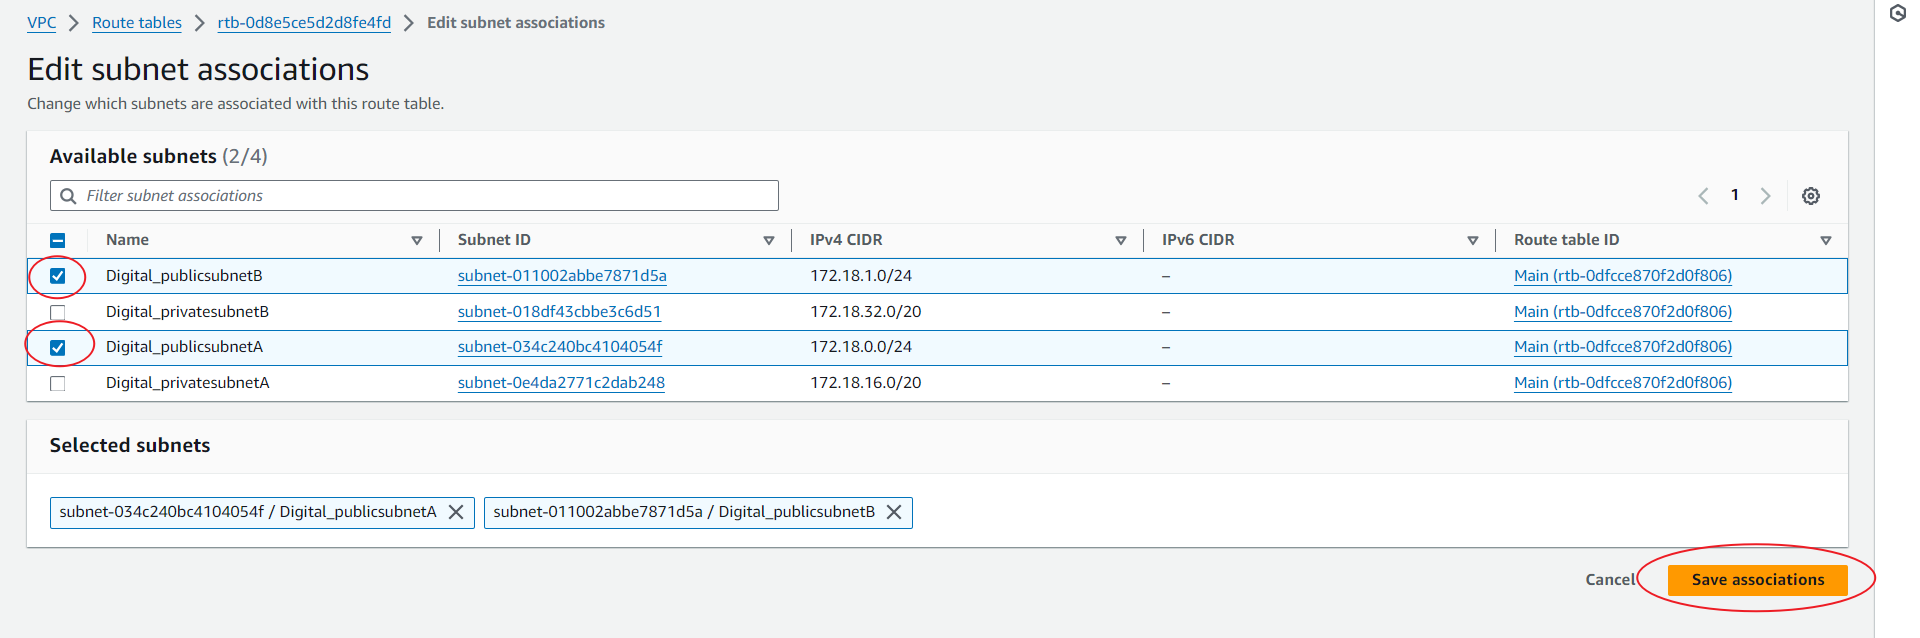 VPC > Route tables > rtb-0d8e5ce5d2d8fe4fd > Edit subnet associations
Edit subnet associations
Change which subnets are associated with this route table.
Available subnets (2/4)
Filter subnet associations
1
Name Subnet ID IPv4 CIDR IPv6 CIDR Route table ID
Digital_publicsubnetB subnet-011002abbe7871d5a 172.18.1.0/24 – Main (rtb-0dfcce870f2d0f806)
Digital_privatesubnetB subnet-018df43cbbe3c6d51 172.18.32.0/20 – Main (rtb-0dfcce870f2d0f806)
Digital_publicsubnetA subnet-034c240bc4104054f 172.18.0.0/24 – Main (rtb-0dfcce870f2d0f806)
Digital_privatesubnetA subnet-0e4da2771c2dab248 172.18.16.0/20 – Main (rtb-0dfcce870f2d0f806)
Selected subnets
subnet-034c240bc4104054f / Digital_publicsubnetA subnet-011002abbe7871d5a / Digital_publicsubnetB
Cancel Save associations